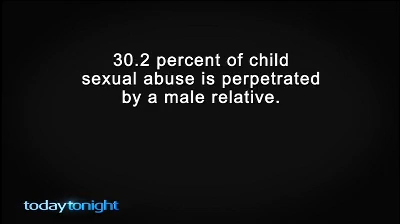 30.2 percent of child
sexual abuse is perpetrated
by a male relative.
todaytonight